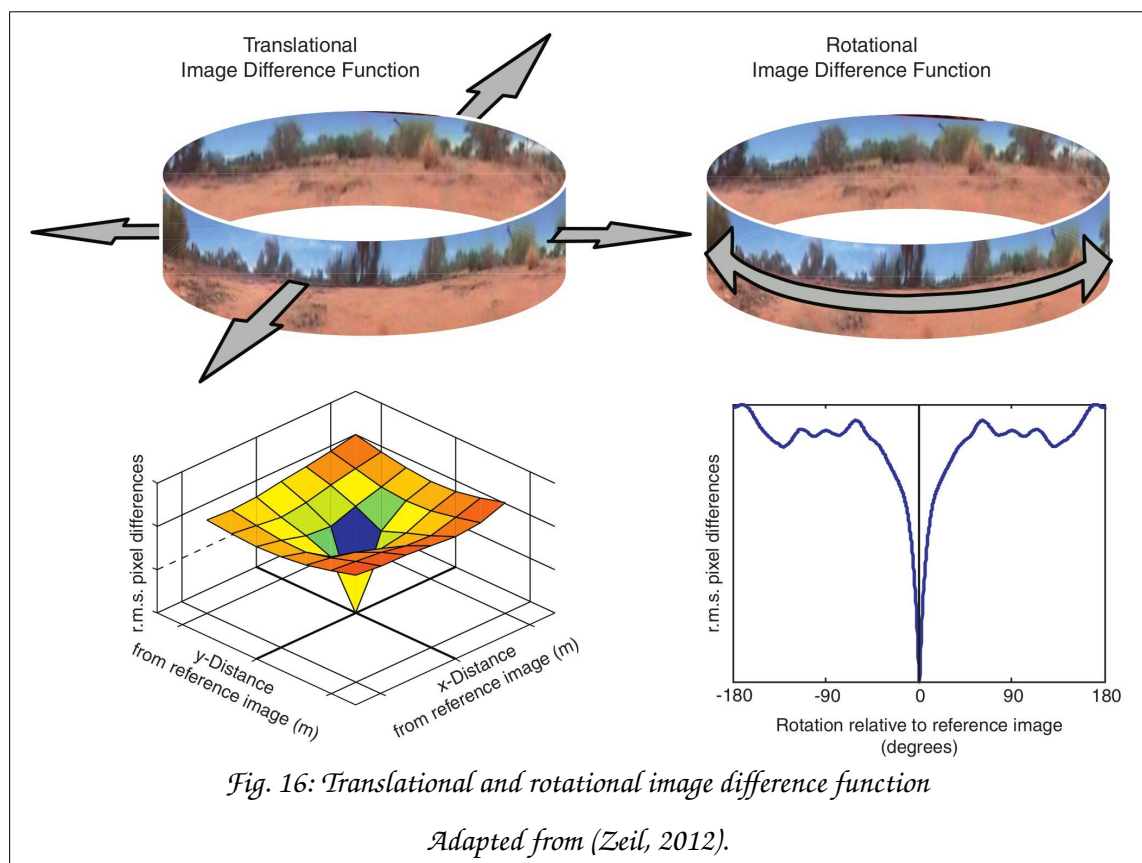 Translational
Image Difference Function
Rotational
Image Difference Function
r.m.s. pixel differences
y-Distance
from reference image (m)
x-Distance
from reference image (m)
r.m.s. pixel differences
-180
-90
0
90
180
Rotation relative to reference image
(degrees)
Fig. 16: Translational and rotational image difference function
Adapted from (Zeil, 2012).